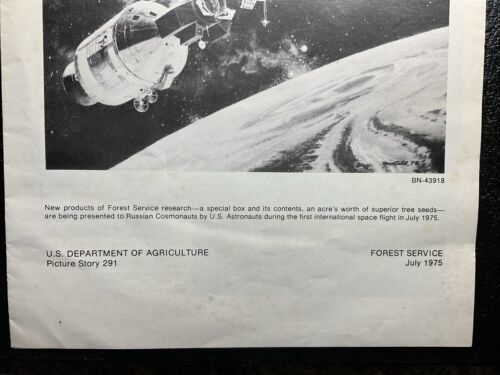 BN-43918
New products of Forest Service research—a special box and its contents, an acre's worth of superior tree seeds—
are being presented to Russian Cosmonauts by U.S. Astronauts during the first international space flight in July 1975.
U.S. DEPARTMENT OF AGRICULTURE FOREST SERVICE
Picture Story 291 July 1975